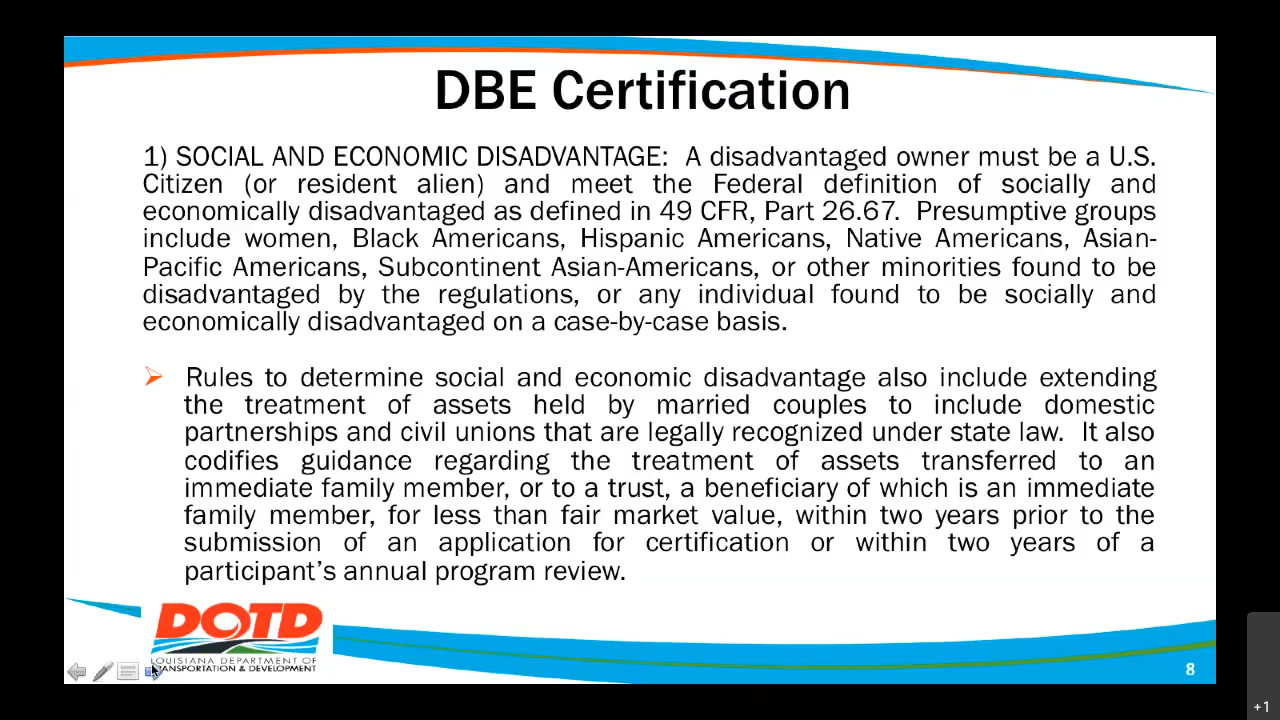 DBE Certification
1) SOCIAL AND ECONOMIC DISADVANTAGE: A disadvantaged owner must be a U.S.
Citizen (or resident alien) and meet the Federal definition of socially and
economically disadvantaged as defined in 49 CFR, Part 26.67. Presumptive groups
include women, Black Americans, Hispanic Americans, Native Americans, Asian-
Pacific Americans, Subcontinent Asian-Americans, or other minorities found to be
disadvantaged by the regulations, or any individual found to be socially and
economically disadvantaged on a case-by-case basis.
Rules to determine social and economic disadvantage also include extending
the treatment of assets held by married couples to include domestic
partnerships and civil unions that are legally recognized under state law. It also
codifies guidance regarding the treatment of assets transferred to an
immediate family member, or to a trust, a beneficiary of which is an immediate
family member, for less than fair market value, within two years prior to the
submission of an application for certification or within two years of a
participant's annual program review.
DOTD
LOUISIANA DEPARTMENT OF
TRANSPORTATION & DEVELOPMENT
8
+1